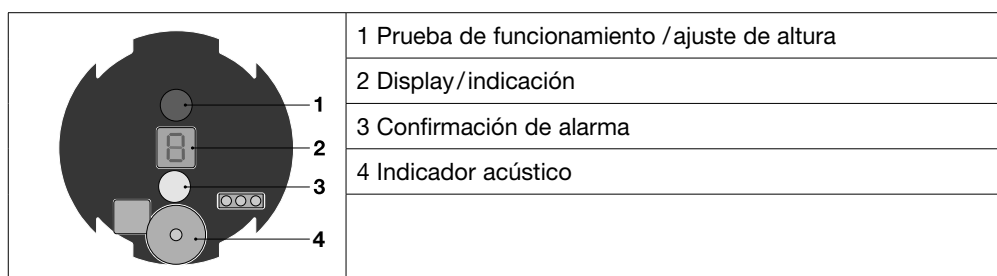 1 Prueba de funcionamiento / ajuste de altura
2 Display / indicación
3 Confirmación de alarma
4 Indicador acústico
1
2
3
4